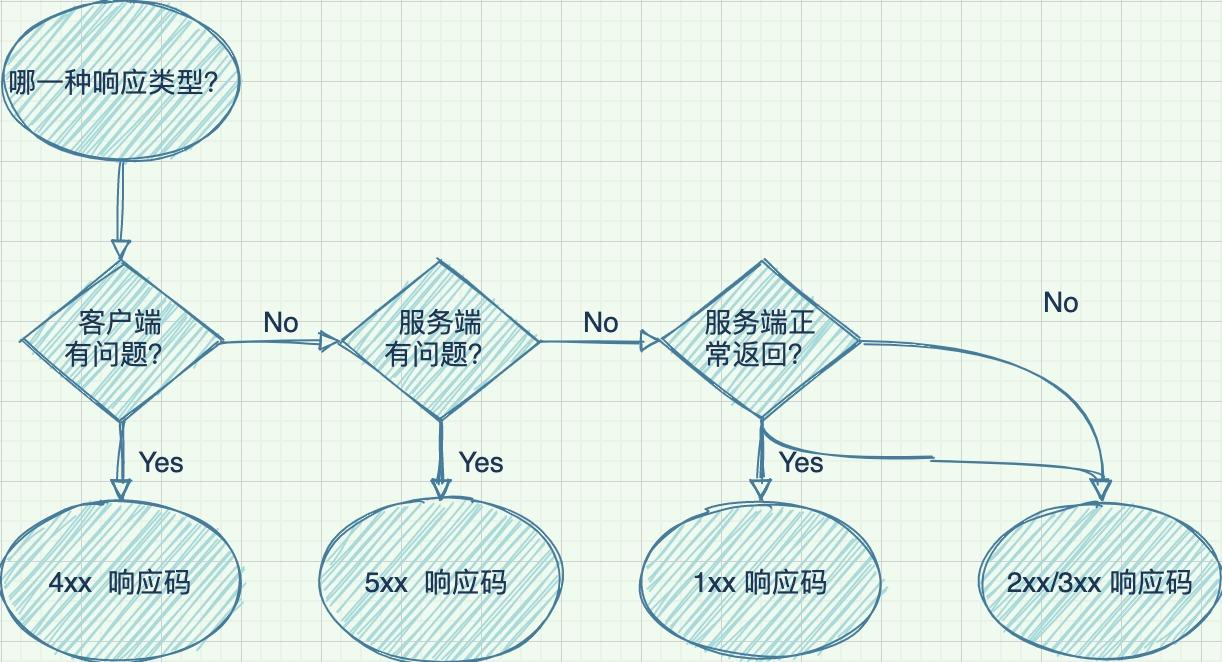 哪一种响应类型?
客户端
有问题?
No
服务端
有问题?
No
服务端正
常返回?
No
Yes
Yes
Yes
4xx 响应码
5xx 响应码
1xx 响应码
2xx/3xx 响应码